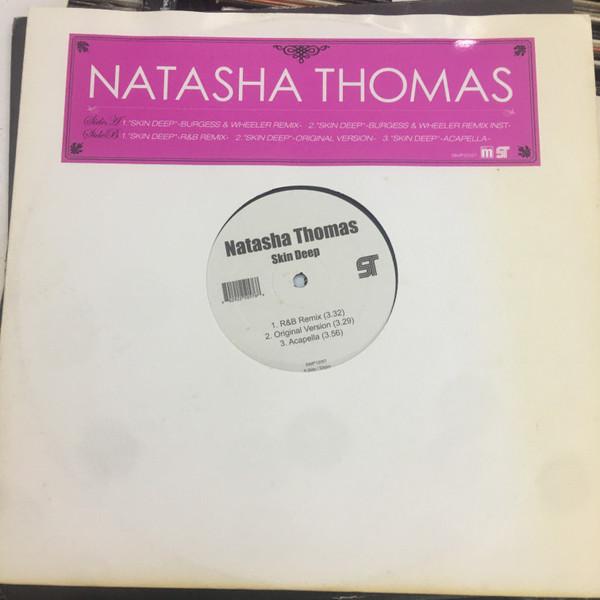 NATASHA THOMAS
Side A 1."SKIN DEEP"-BURGESS & WHEELER REMIX- 2."SKIN DEEP"-BURGESS & WHEELER REMIX INST-
Side B 1."SKIN DEEP"-R&B REMIX- 2."SKIN DEEP"-ORIGINAL VERSION- 3."SKIN DEEP"-ACAPELLA-
m ST
Natasha Thomas
Skin Deep
ST
1. R&B Remix (3.32)
2. Original Version (3.29)
3. Acapella (3.56)